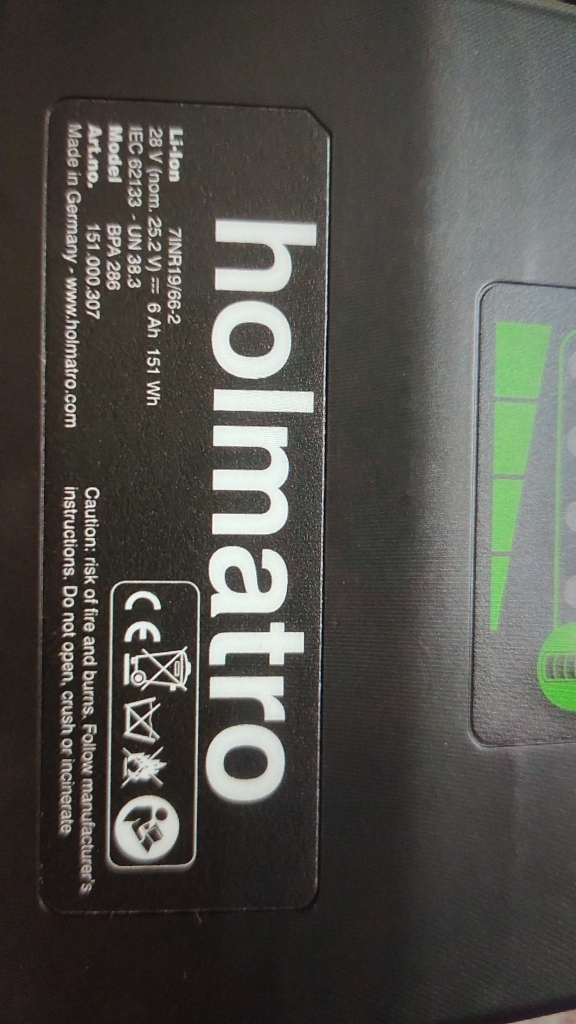 holmatro
Li-Ion 7INR19/66-2
28 V (nom. 25.2 V) ⎓ 6 Ah 151 Wh
IEC 62133 - UN 38.3
Model BPA 286
Art.no. 151.000.307
Made in Germany - www.holmatro.com
CE
Caution: risk of fire and burns. Follow manufacturer's
instructions. Do not open, crush or incinerate